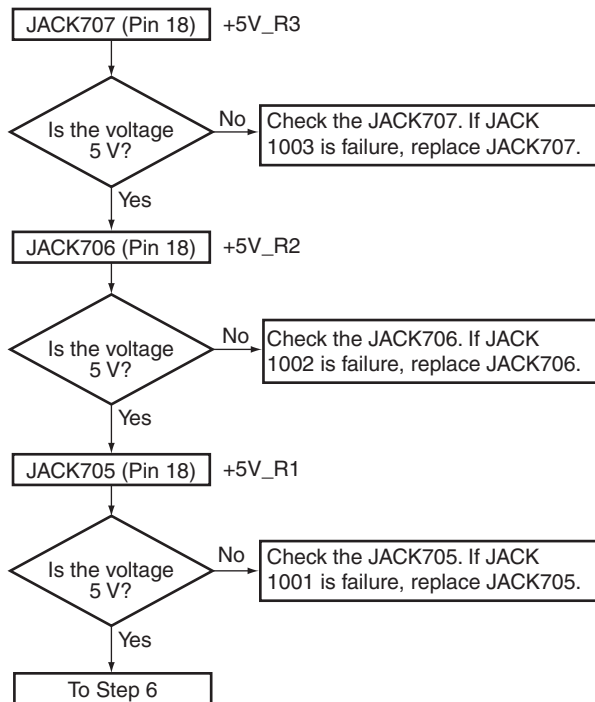 JACK707 (Pin 18) +5V_R3
Is the voltage
5 V?
No
Check the JACK707. If JACK
1003 is failure, replace JACK707.
Yes
JACK706 (Pin 18) +5V_R2
Is the voltage
5 V?
No
Check the JACK706. If JACK
1002 is failure, replace JACK706.
Yes
JACK705 (Pin 18) +5V_R1
Is the voltage
5 V?
No
Check the JACK705. If JACK
1001 is failure, replace JACK705.
Yes
To Step 6